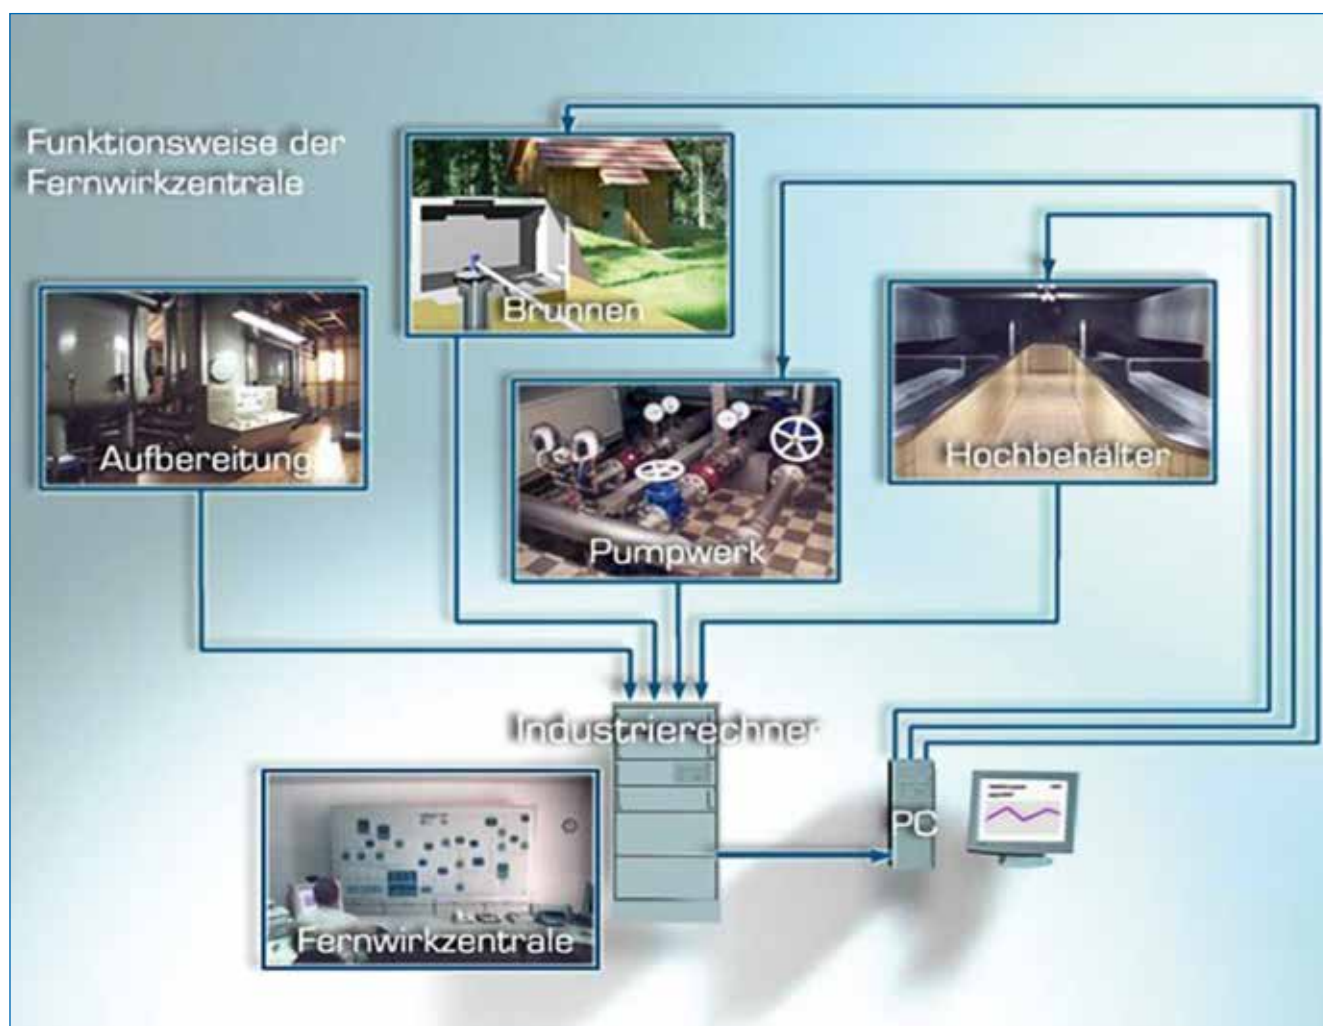 Funktionsweise der
Fernwirkzentrale
Brunnen
Aufbereitung
Hochbehälter
Pumpwerk
Industrierechner
PC
Fernwirkzentrale